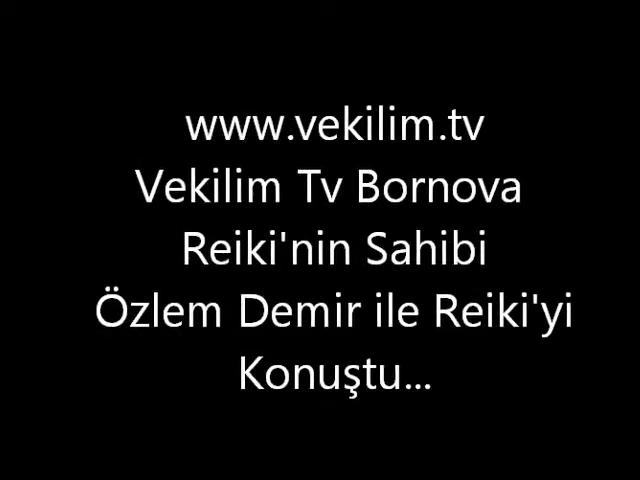 www.vekilim.tv
Vekilim Tv Bornova
Reiki'nin Sahibi
Özlem Demir ile Reiki'yi
Konuştu...